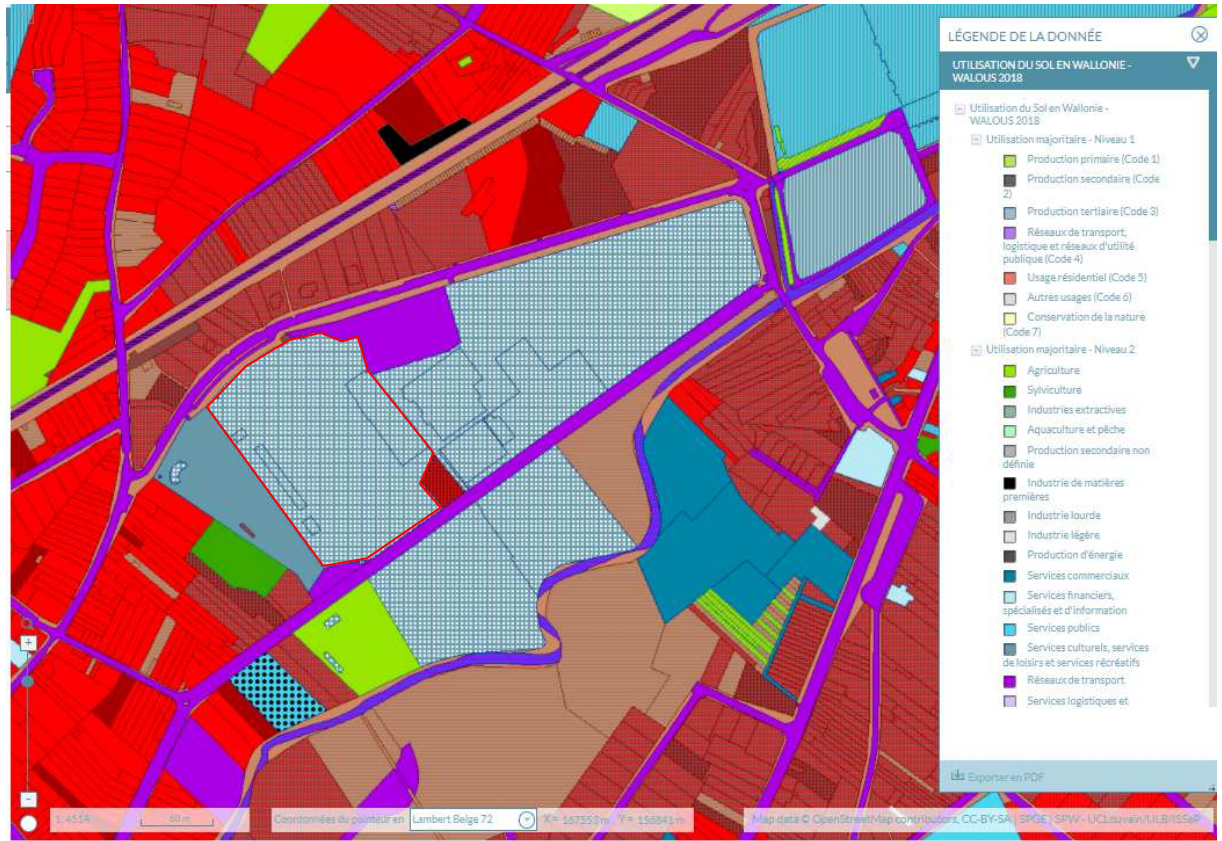 LÉGENDE DE LA DONNÉE
UTILISATION DU SOL EN WALLONIE -
WALOUS 2018
Utilisation du Sol en Wallonie -
WALOUS 2018
Utilisation majoritaire - Niveau 1
Production primaire (Code 1)
Production secondaire (Code
2)
Production tertiaire (Code 3)
Réseaux de transport,
logistique et réseaux d'utilité
publique (Code 4)
Usage résidentiel (Code 5)
Autres usages (Code 6)
Conservation de la nature
(Code 7)
Utilisation majoritaire - Niveau 2
Agriculture
Sylviculture
Industries extractives
Aquaculture et pêche
Production secondaire non
définie
Industrie de matières
premières
Industrie lourde
Industrie légère
Production d'énergie
Services commerciaux
Services financiers,
spécialisés et d'information
Services publics
Services culturels, services
de loisirs et services récréatifs
Réseaux de transport
Services logistiques et
Exporter en PDF
1: 4514 60 m Coordonnées du pointeur en Lambert Belge 72 X = 167553 m Y = 156841 m Map data © OpenStreetMap contributors, CC-BY-SA | SPGE | SPW - UCLouvain/ULB/ISSeP